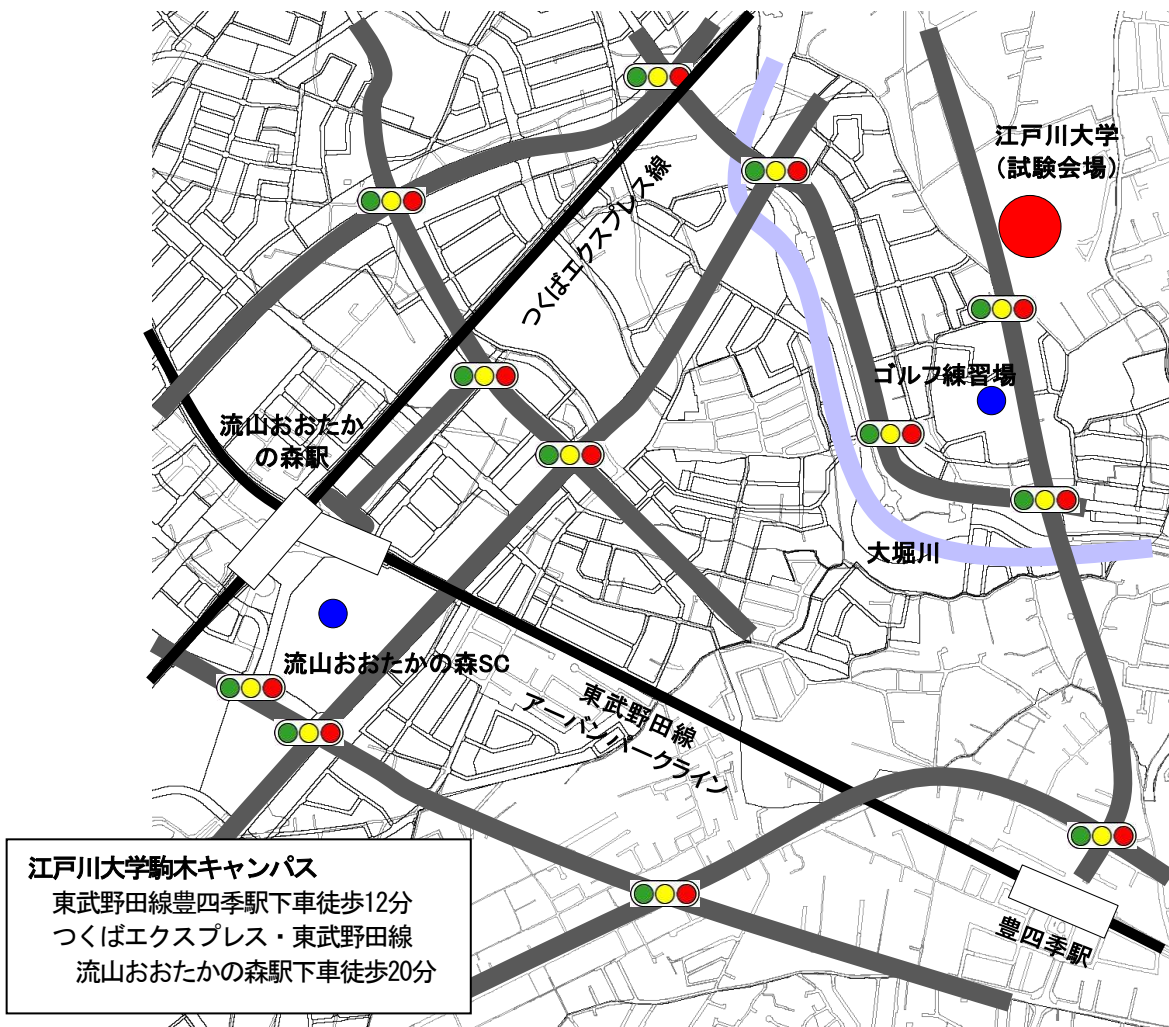 江戸川大学
(試験会場)
つくばエクスプレス線
ゴルフ練習場
流山おおたか
の森駅
大堀川
流山おおたかの森SC
東武野田線
アーバンパークライン
豊四季駅
江戸川大学駒木キャンパス
東武野田線豊四季駅下車徒歩12分
つくばエクスプレス・東武野田線
流山おおたかの森駅下車徒歩20分